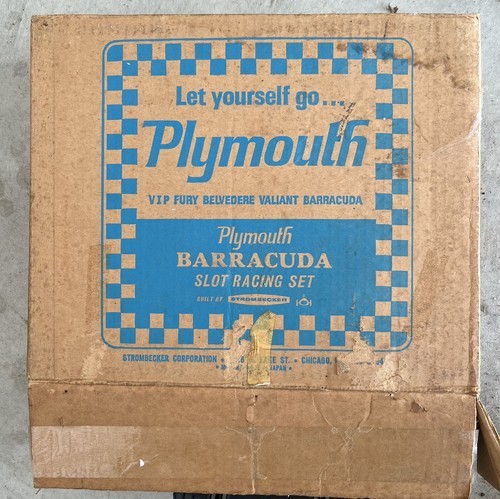 Let yourself go...
Plymouth
VIP FURY BELVEDERE VALIANT BARRACUDA
Plymouth
BARRACUDA
SLOT RACING SET
BUILT BY STROMBECKER
STROMBECKER CORPORATION • ST. • CHICAGO,
JAPAN •